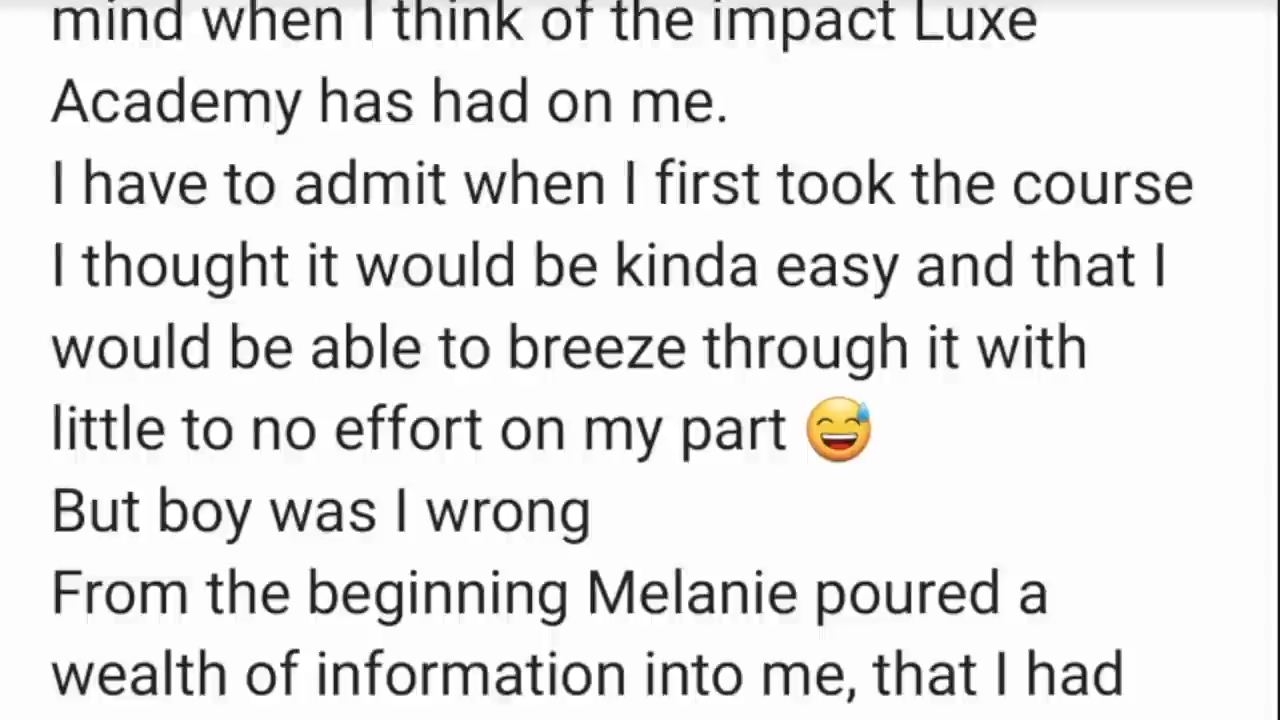 mind when I think of the impact Luxe
Academy has had on me.
I have to admit when I first took the course
I thought it would be kinda easy and that I
would be able to breeze through it with
little to no effort on my part 😅
But boy was I wrong
From the beginning Melanie poured a
wealth of information into me, that I had